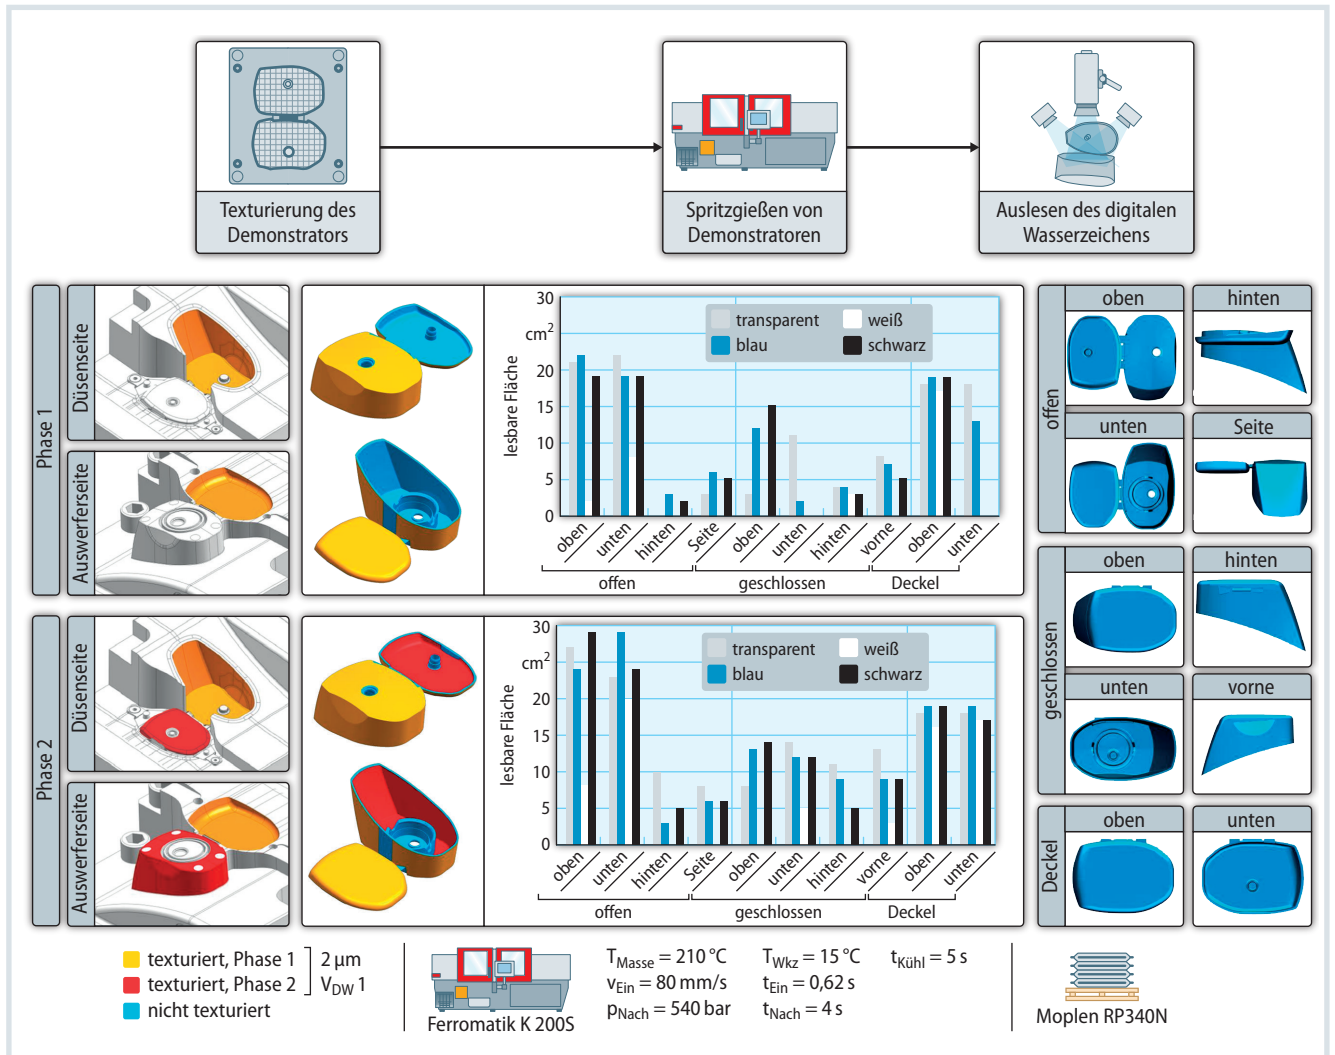 Texturierung des
Demonstrators
Spritzgießen von
Demonstratoren
Auslesen des digitalen
Wasserzeichens
Phase 1
Düsenseite
Auswerferseite
30
cm²
20
15
10
5
0
lesbare Fläche
transparent
weiß
blau
schwarz
oben
unten
hinten
Seite
oben
unten
hinten
vorne
oben
unten
offen
geschlossen
Deckel
Phase 2
Düsenseite
Auswerferseite
30
cm²
20
15
10
5
0
lesbare Fläche
transparent
weiß
blau
schwarz
oben
unten
hinten
Seite
oben
unten
hinten
vorne
oben
unten
offen
geschlossen
Deckel
offen
oben
hinten
unten
Seite
geschlossen
oben
hinten
unten
vorne
Deckel
oben
unten
texturiert, Phase 1
texturiert, Phase 2
2 µm
V_DW 1
nicht texturiert
Ferromatik K 200S
T_Masse = 210 °C
T_Wkz = 15 °C
t_Kühl = 5 s
v_Ein = 80 mm/s
t_Ein = 0,62 s
p_Nach = 540 bar
t_Nach = 4 s
Moplen RP340N